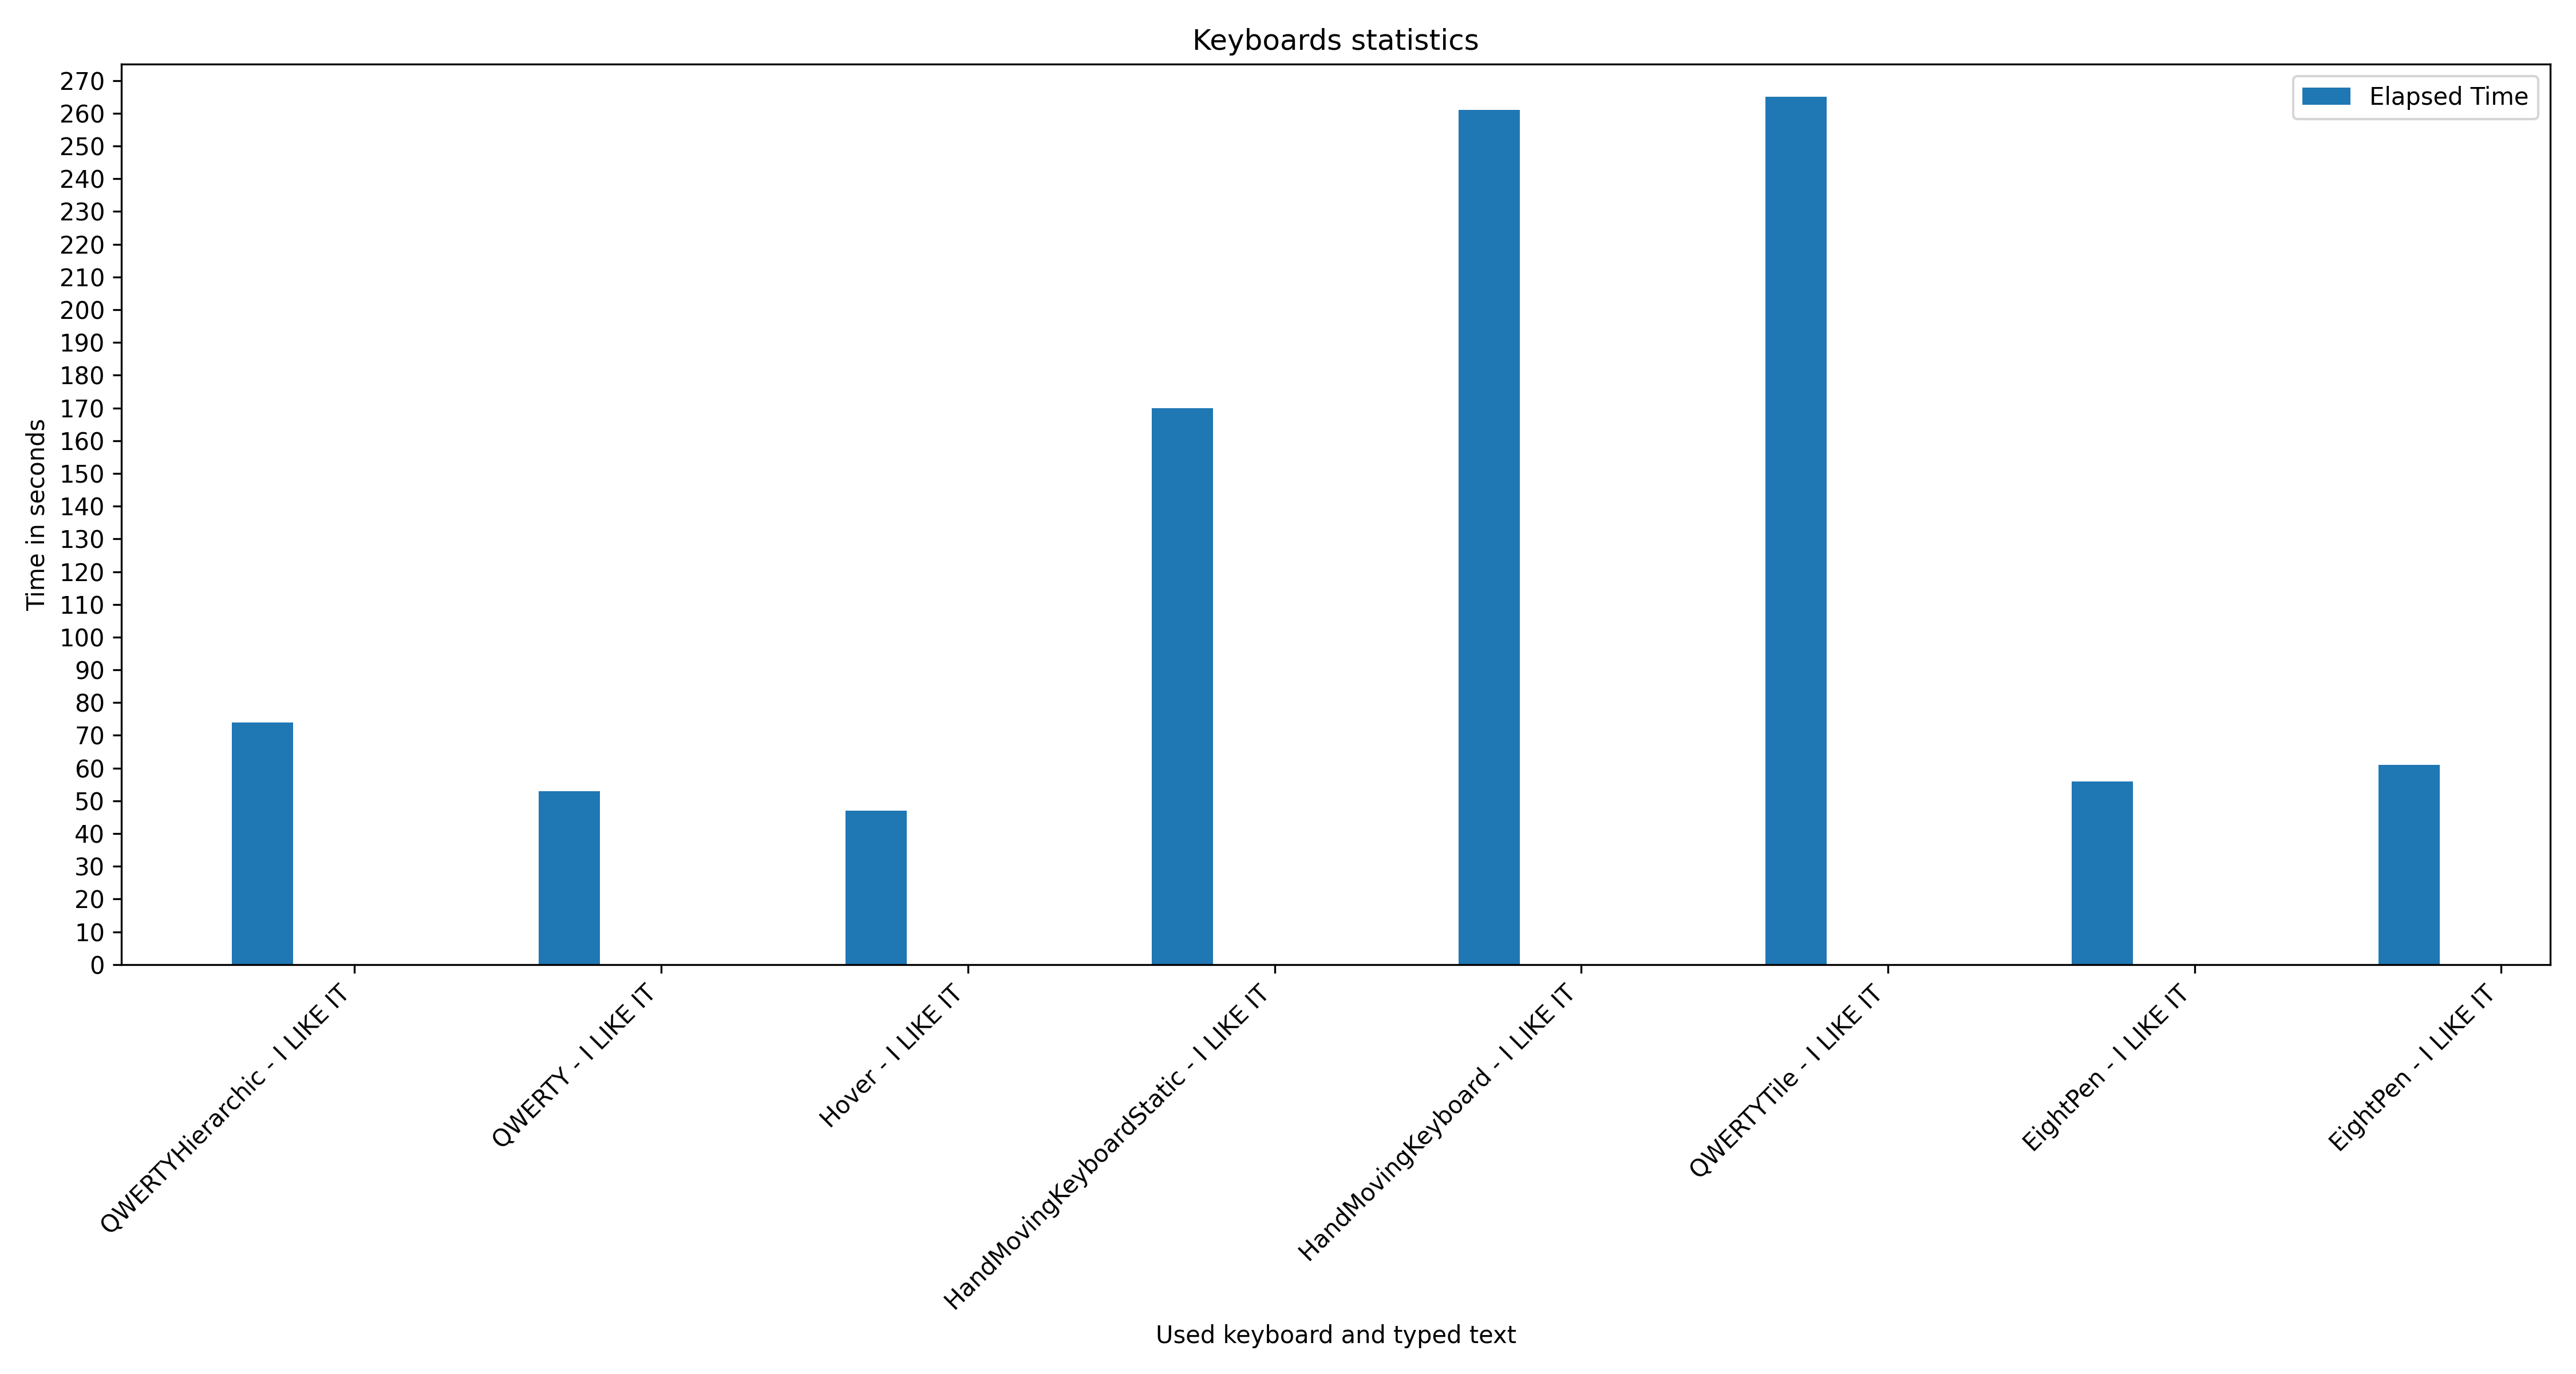 Keyboards statistics
Elapsed Time
Time in seconds
270
260
250
240
230
220
210
200
190
180
170
160
150
140
130
120
110
100
90
80
70
60
50
40
30
20
10
0
QWERTYHierarchic - I LIKE IT
QWERTY - I LIKE IT
Hover - I LIKE IT
HandMovingKeyboardStatic - I LIKE IT
HandMovingKeyboard - I LIKE IT
QWERTYTile - I LIKE IT
EightPen - I LIKE IT
EightPen - I LIKE IT
Used keyboard and typed text